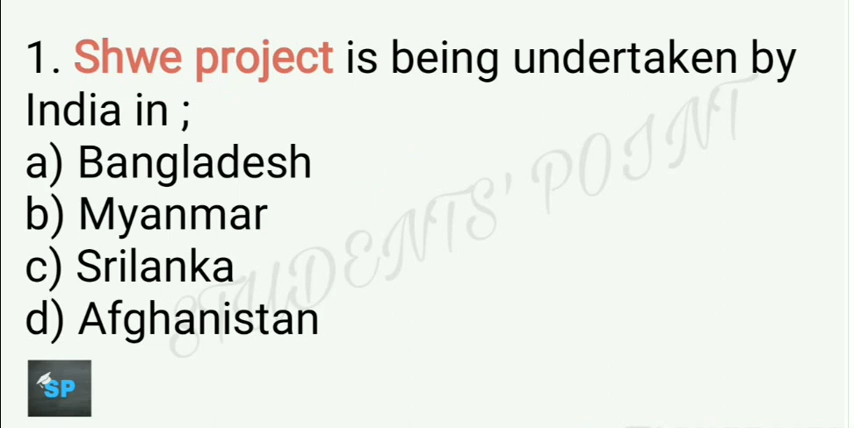 1. Shwe project is being undertaken by
India in ;
a) Bangladesh
b) Myanmar
c) Srilanka
d) Afghanistan
STUDENTS' POINT
SP